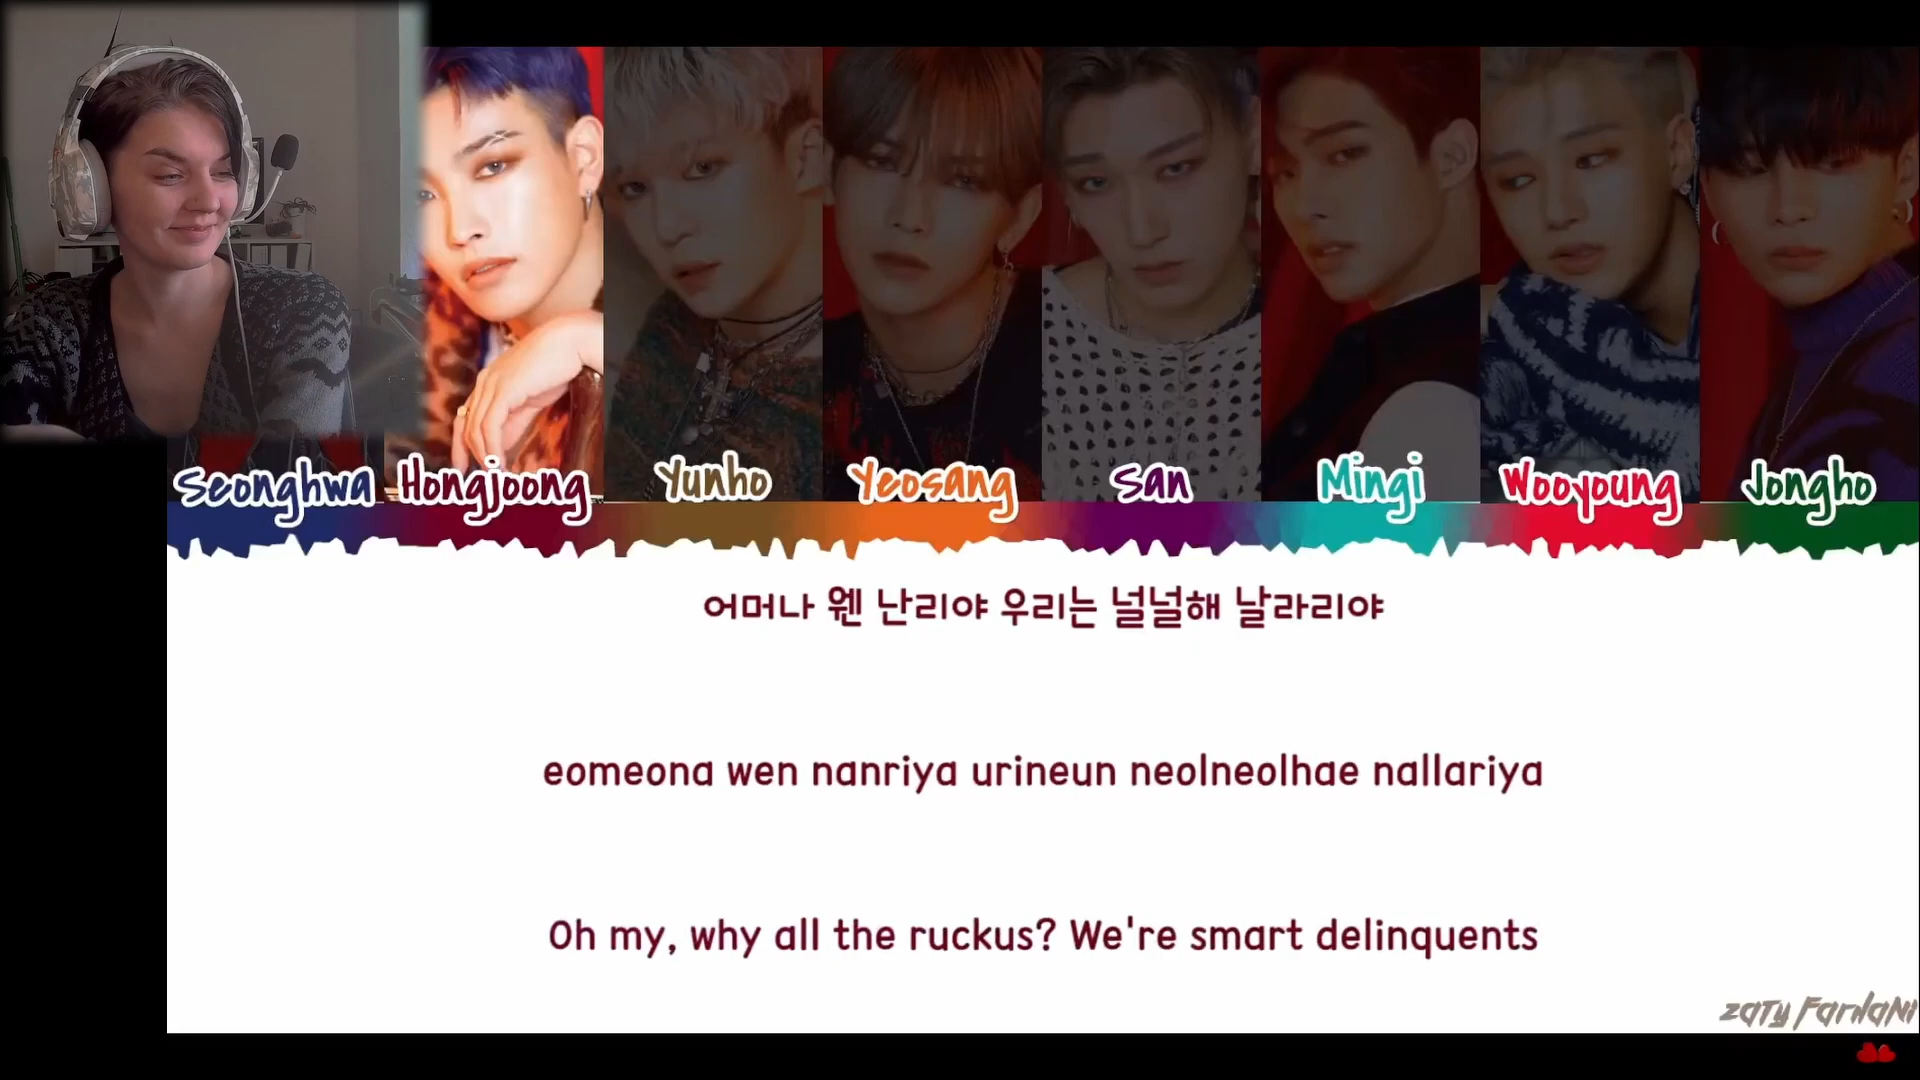 Seonghwa Hongjoong Yunho Yeosang San Mingi Wooyoung Jongho
어머나 웬 난리야 우리는 널널해 날라리야
eomeona wen nanriya urineun neolneolhae nallariya
Oh my, why all the ruckus? We're smart delinquents
ZATY FARHANI